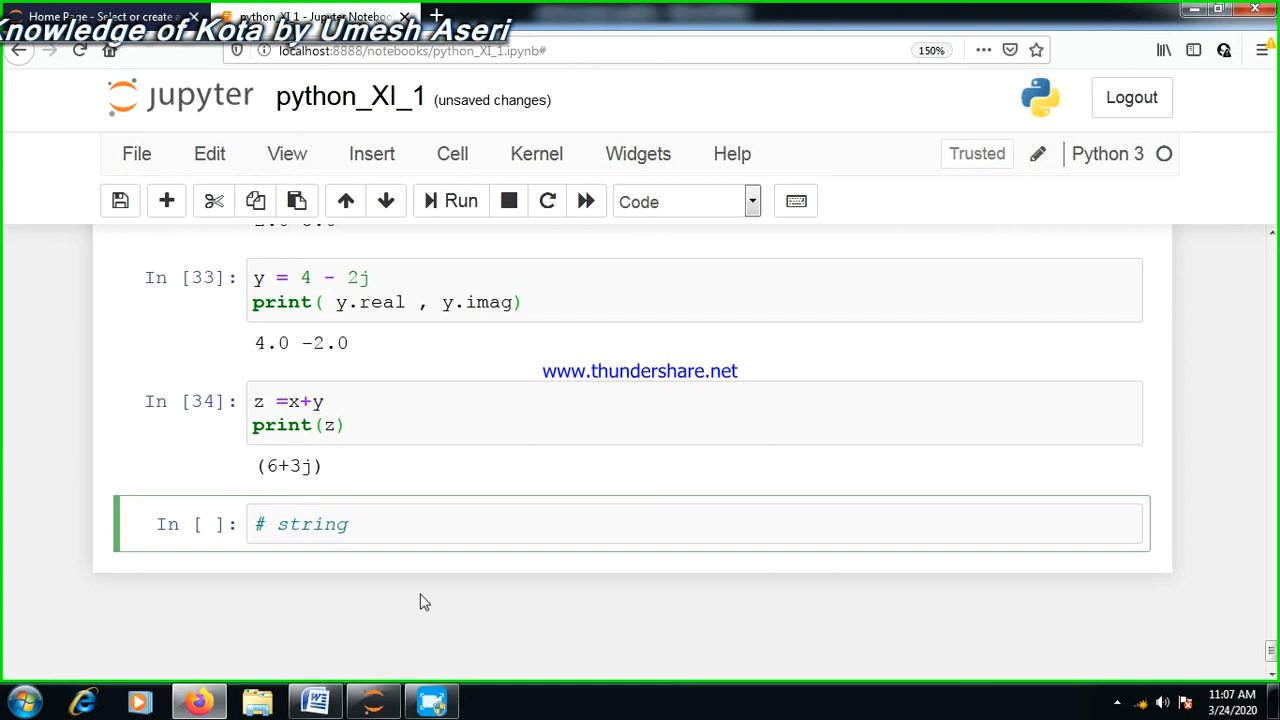 Home Page - Select or create a
python_XI_1 - Jupyter Noteboo
Knowledge of Kota by Umesh Aseri
localhost:8888/notebooks/python_XI_1.ipynb#
150%
jupyter python_XI_1 (unsaved changes)
Logout
File Edit View Insert Cell Kernel Widgets Help
Trusted Python 3
Run Code
In [33]: y = 4 - 2j
print( y.real , y.imag)
4.0 -2.0
www.thundershare.net
In [34]: z =x+y
print(z)
(6+3j)
In [ ]: # string
11:07 AM
3/24/2020